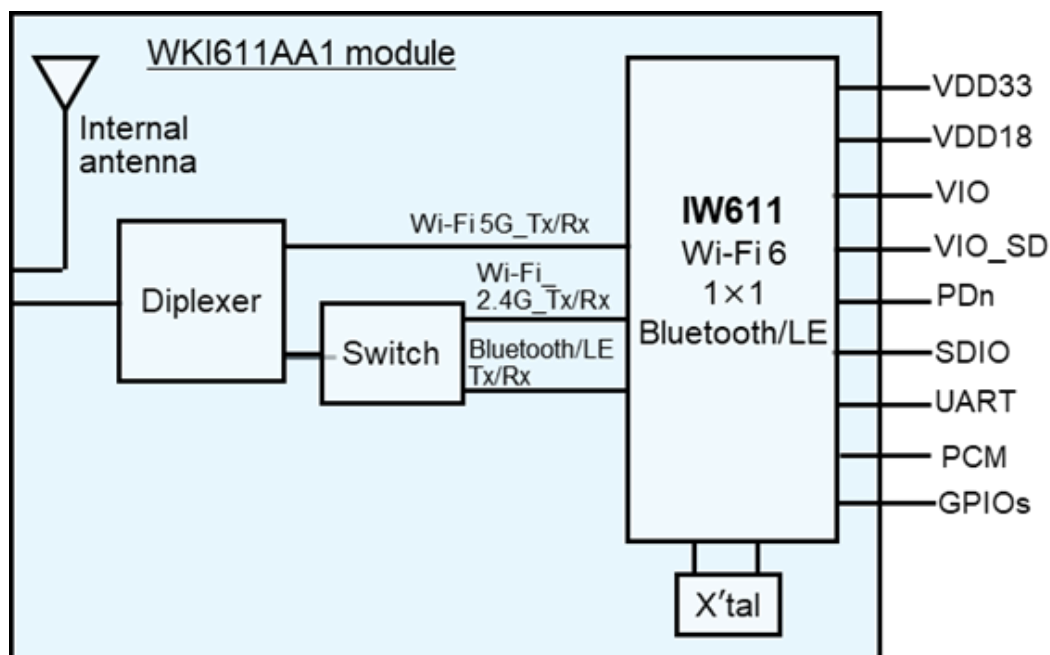 WKI611AA1 module
Internal
antenna
Diplexer
Switch
Wi-Fi 5G_Tx/Rx
Wi-Fi_
2.4G_Tx/Rx
Bluetooth/LE
Tx/Rx
IW611
Wi-Fi 6
1×1
Bluetooth/LE
X'tal
VDD33
VDD18
VIO
VIO_SD
PDn
SDIO
UART
PCM
GPIOs